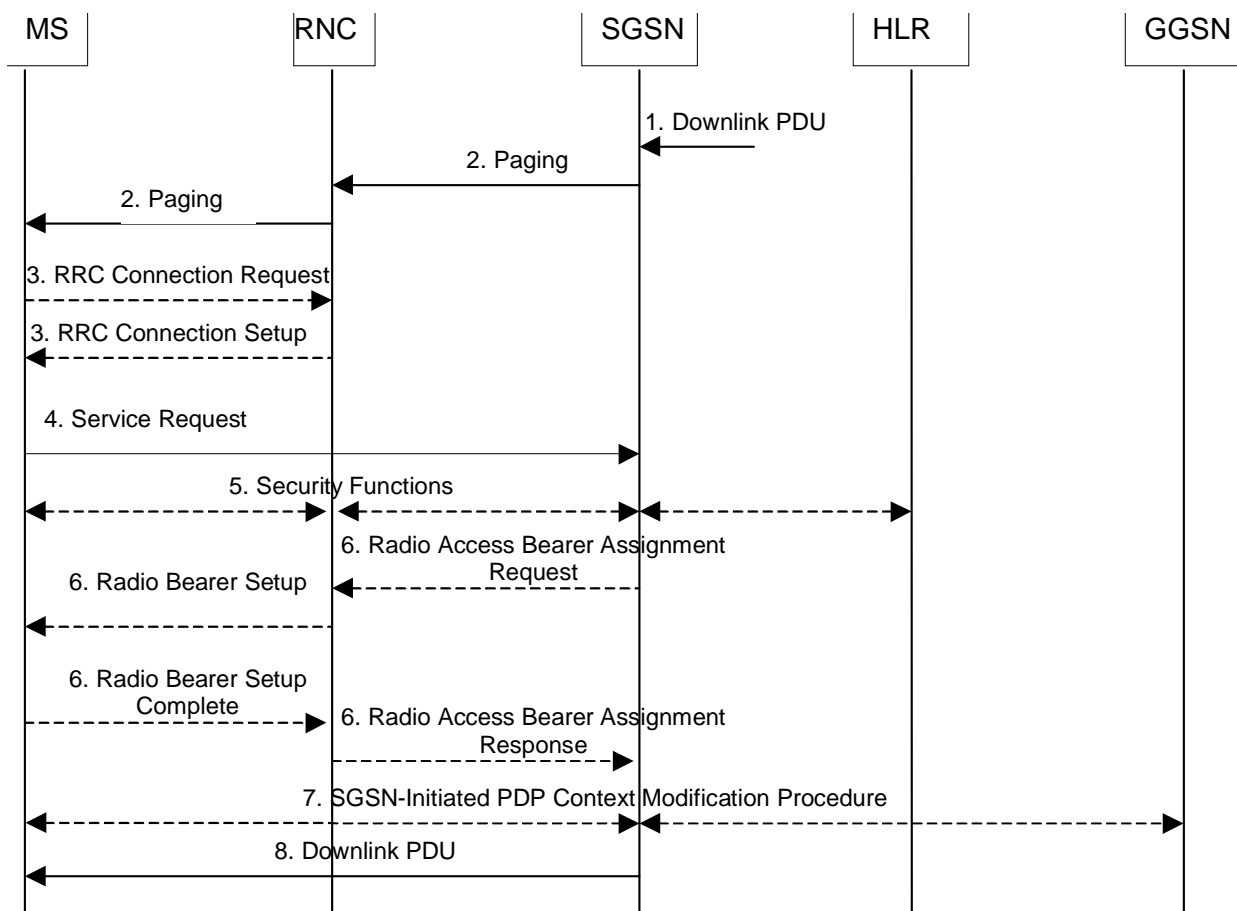 MS
RNC
SGSN
HLR
GGSN
1. Downlink PDU
2. Paging
2. Paging
3. RRC Connection Request
3. RRC Connection Setup
4. Service Request
5. Security Functions
6. Radio Access Bearer Assignment
Request
6. Radio Bearer Setup
6. Radio Bearer Setup
Complete
6. Radio Access Bearer Assignment
Response
7. SGSN-Initiated PDP Context Modification Procedure
8. Downlink PDU